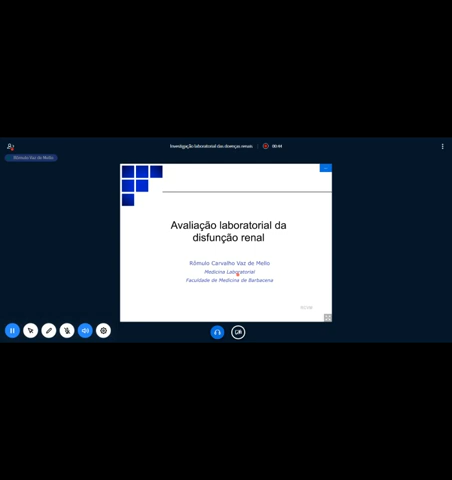 Investigação laboratorial das doenças renais
00:44
Rômulo Vaz de Mello
Avaliação laboratorial da
disfunção renal
Rômulo Carvalho Vaz de Mello
Medicina Laboratorial
Faculdade de Medicina de Barbacena